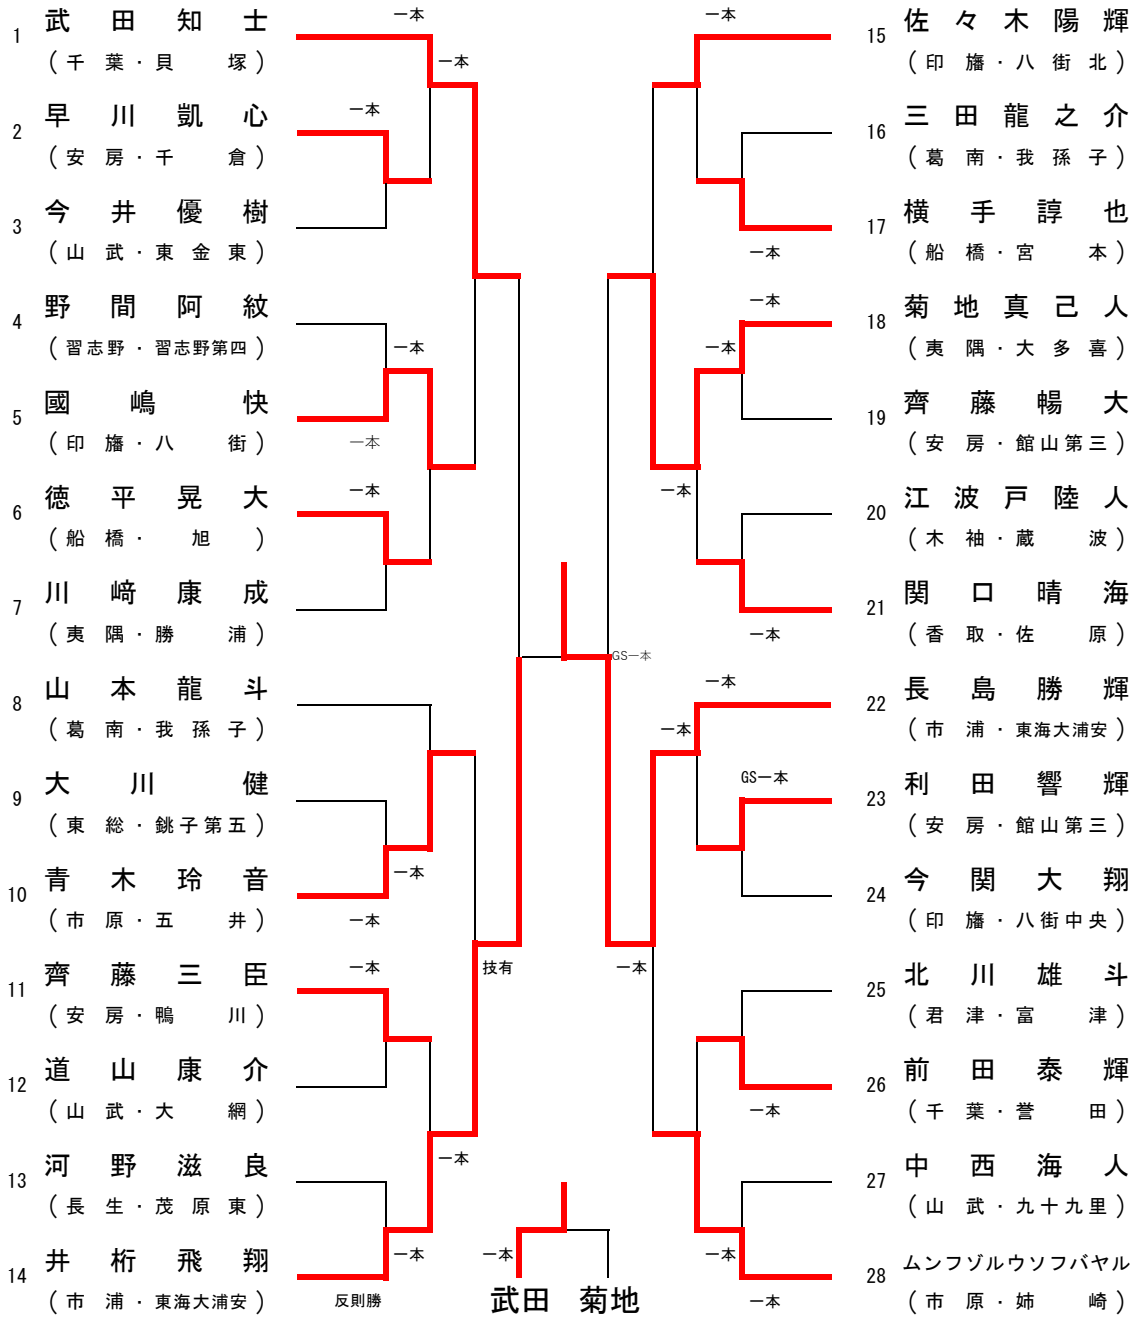 1 武田知士
(千葉・貝塚)
2 早川凱心
(安房・千倉)
3 今井優樹
(山武・東金東)
4 野間阿紋
(習志野・習志野第四)
5 國嶋快
(印旛・八街)
6 徳平晃大
(船橋・旭)
7 川﨑康成
(夷隅・勝浦)
8 山本龍斗
(葛南・我孫子)
9 大川健
(東総・銚子第五)
10 青木玲音
(市原・五井)
11 齊藤三臣
(安房・鴨川)
12 道山康介
(山武・大網)
13 河野滋良
(長生・茂原東)
14 井桁飛翔
(市浦・東海大浦安)
一本
一本
一本
一本
一本
一本
一本
一本
一本
技有
一本
一本
反則勝
一本
武田 菊地
GS一本
一本
一本
一本
一本
一本
一本
一本
一本
GS一本
一本
一本
一本
一本
15 佐々木陽輝
(印旛・八街北)
16 三田龍之介
(葛南・我孫子)
17 横手諄也
(船橋・宮本)
18 菊地真己人
(夷隅・大多喜)
19 齊藤暢大
(安房・館山第三)
20 江波戸陸人
(木袖・蔵波)
21 関口晴海
(香取・佐原)
22 長島勝輝
(市浦・東海大浦安)
23 利田響輝
(安房・館山第三)
24 今関大翔
(印旛・八街中央)
25 北川雄斗
(君津・富津)
26 前田泰輝
(千葉・誉田)
27 中西海人
(山武・九十九里)
28 ムンフゾルウソフバヤル
(市原・姉崎)